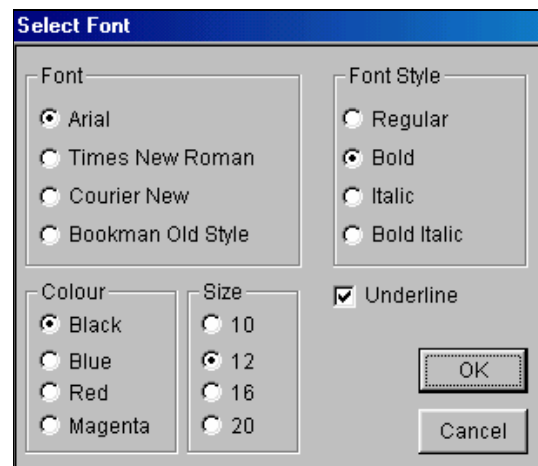 Select Font
Font
Arial
Times New Roman
Courier New
Bookman Old Style
Font Style
Regular
Bold
Italic
Bold Italic
Colour
Black
Blue
Red
Magenta
Size
10
12
16
20
Underline
OK
Cancel